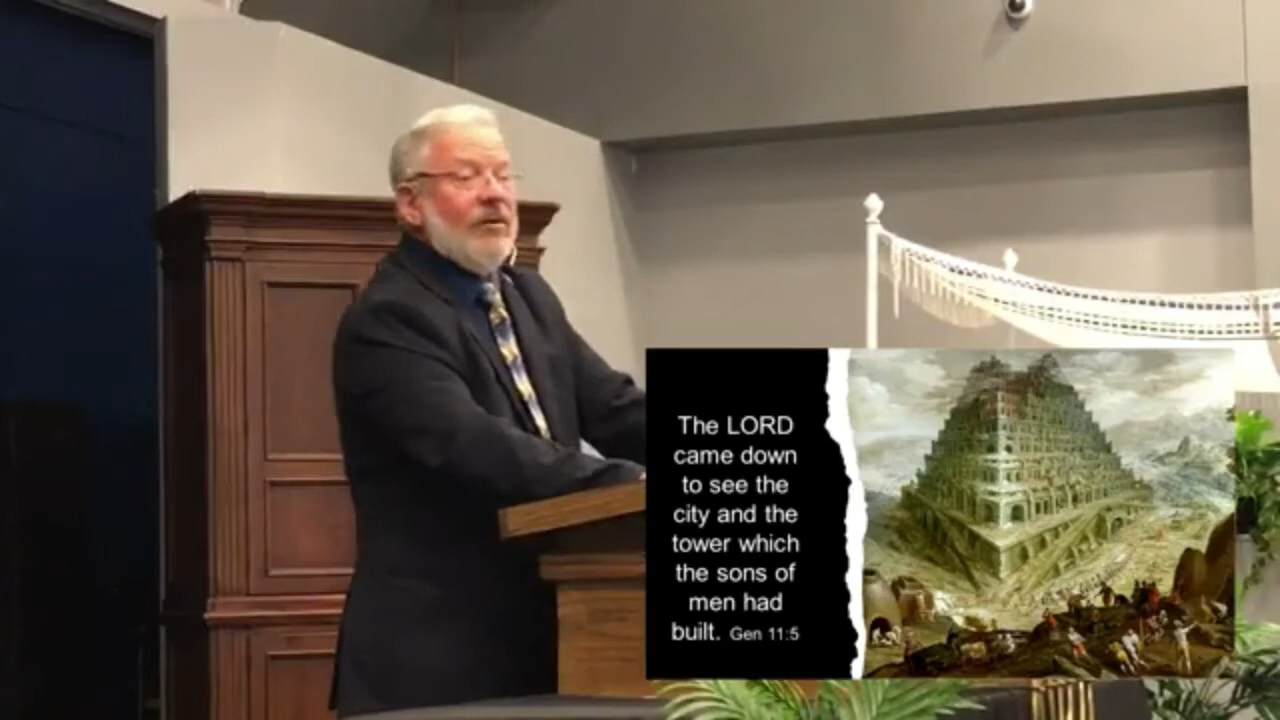 The LORD
came down
to see the
city and the
tower which
the sons of
men had
built. Gen 11:5